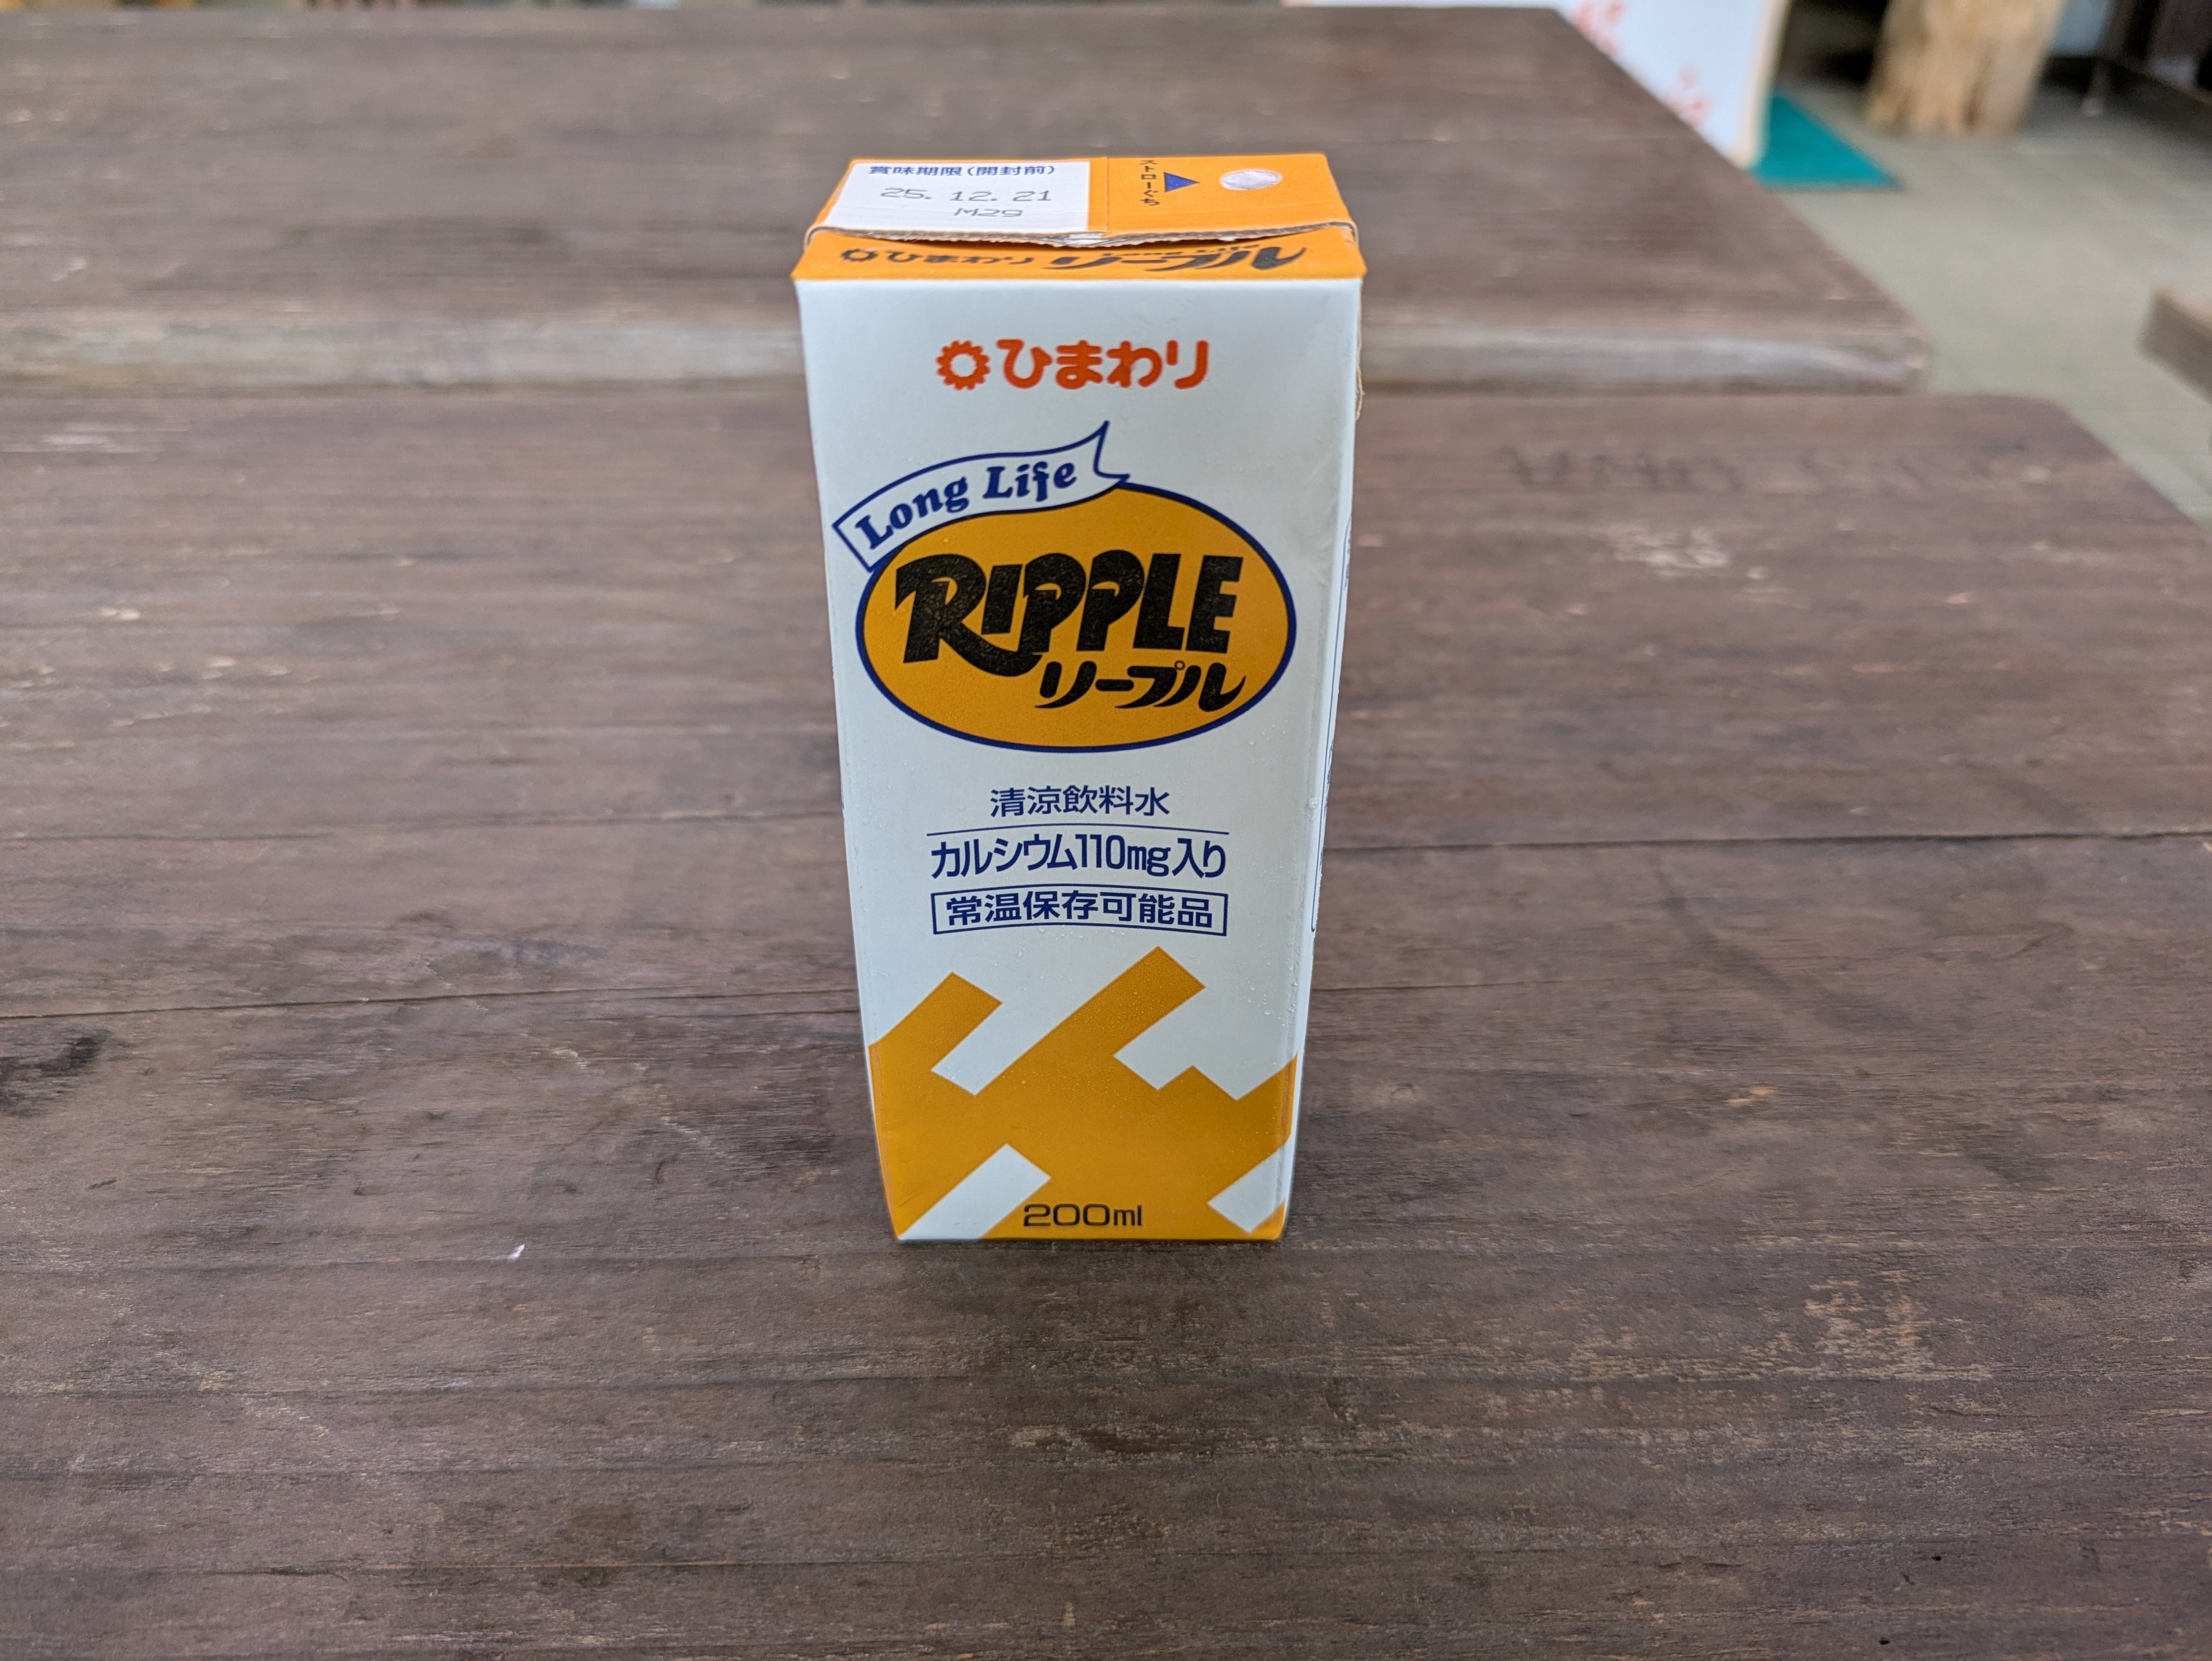 賞味期限(開封前)
25. 12. 21
M29
ストローぐち
ひまわり Long Life リープル
ひまわり
Long Life
RIPPLE
リープル
清涼飲料水
カルシウム110mg入り
常温保存可能品
200ml